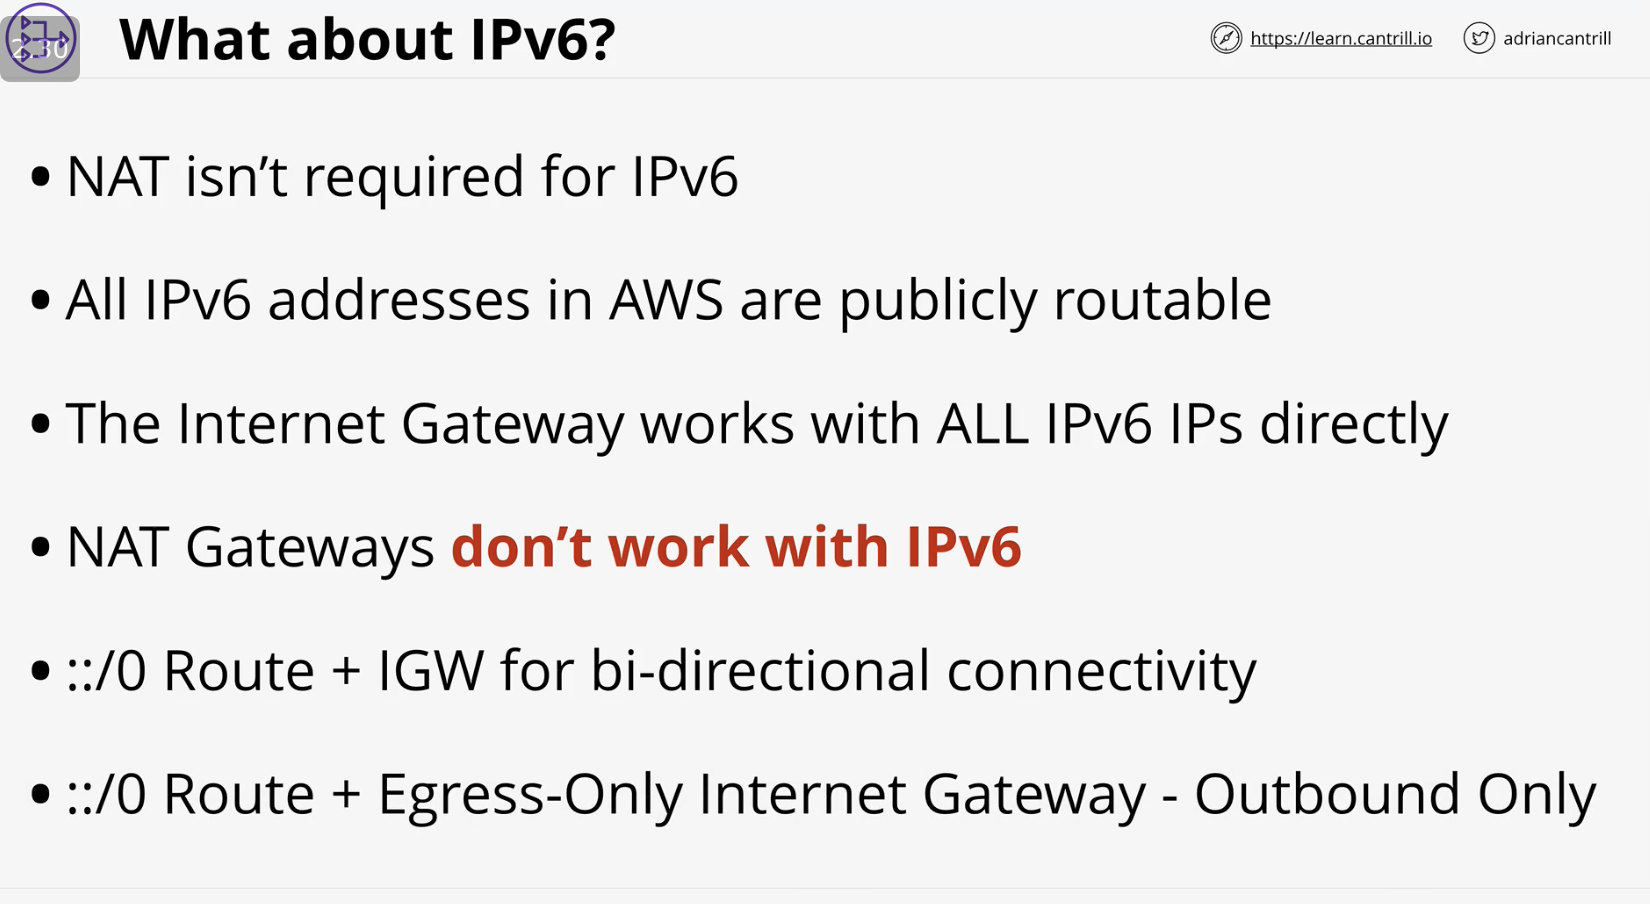 What about IPv6?
https://learn.cantrill.io
adriancantrill
• NAT isn’t required for IPv6
• All IPv6 addresses in AWS are publicly routable
• The Internet Gateway works with ALL IPv6 IPs directly
• NAT Gateways don’t work with IPv6
• ::/0 Route + IGW for bi-directional connectivity
• ::/0 Route + Egress-Only Internet Gateway - Outbound Only